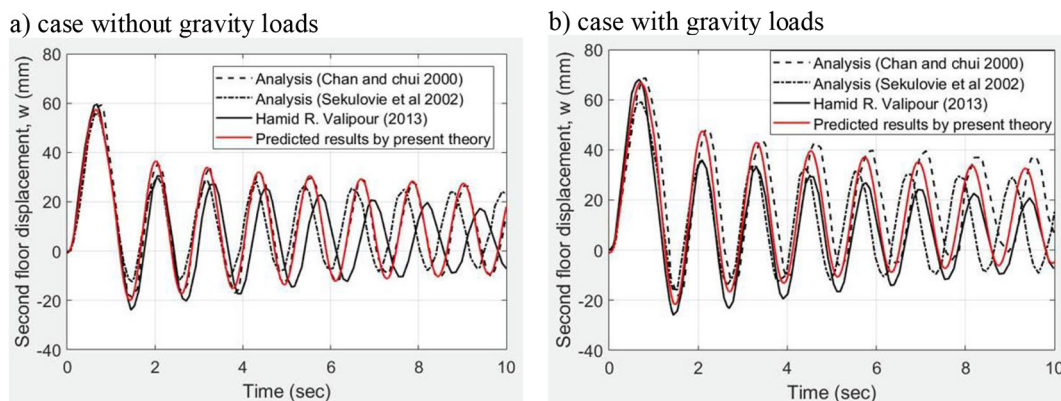 a) case without gravity loads
80
60
40
20
0
-20
-40
Second floor displacement, w (mm)
Analysis (Chan and chui 2000)
Analysis (Sekulovie et al 2002)
Hamid R. Valipour (2013)
Predicted results by present theory
0 2 4 6 8 10
Time (sec)
b) case with gravity loads
80
60
40
20
0
-20
-40
Second floor displacement, w (mm)
Analysis (Chan and chui 2000)
Analysis (Sekulovie et al 2002)
Hamid R. Valipour (2013)
Predicted results by present theory
0 2 4 6 8 10
Time (sec)